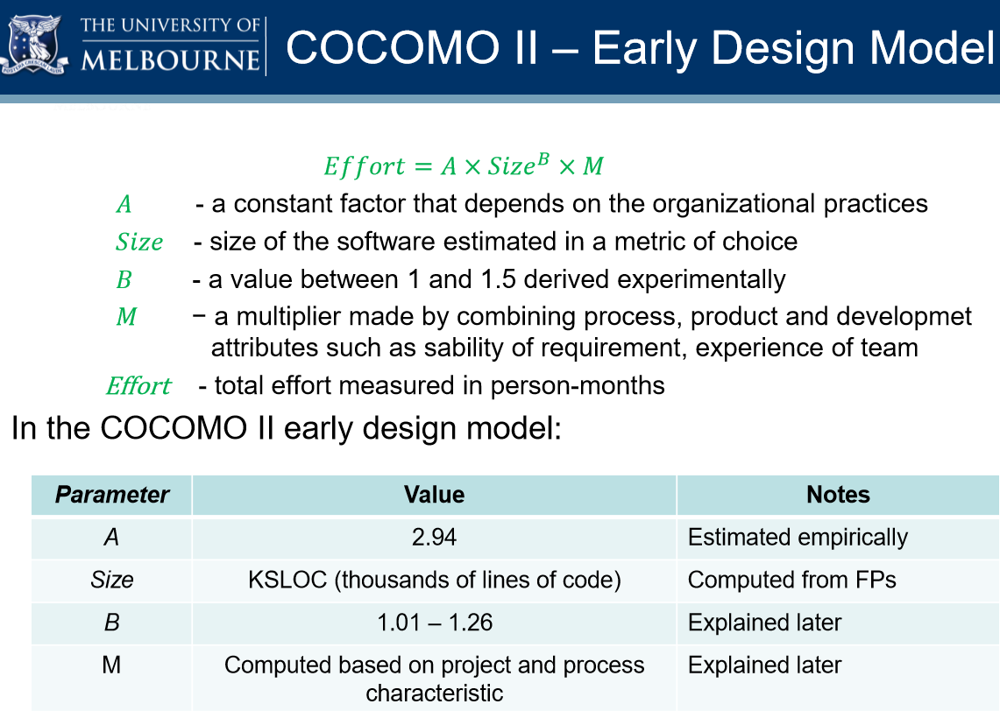 THE UNIVERSITY OF
MELBOURNE
COCOMO II – Early Design Model
Effort = A × Size^B × M
A - a constant factor that depends on the organizational practices
Size - size of the software estimated in a metric of choice
B - a value between 1 and 1.5 derived experimentally
M – a multiplier made by combining process, product and developmet
attributes such as sability of requirement, experience of team
Effort - total effort measured in person-months
In the COCOMO II early design model:
Parameter Value Notes
A 2.94 Estimated empirically
Size KSLOC (thousands of lines of code) Computed from FPs
B 1.01 – 1.26 Explained later
M Computed based on project and process Explained later
characteristic